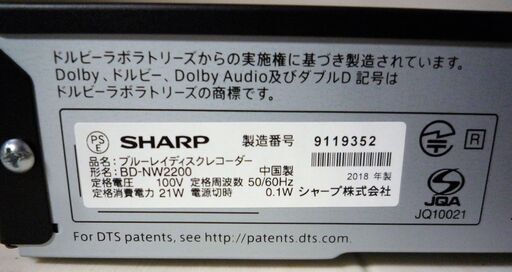 ドルビーラボラトリーズからの実施権に基づき製造されています。
Dolby、ドルビー、Dolby Audio及びダブルD 記号は
ドルビーラボラトリーズの商標です。
PS
E
SHARP 製造番号 9119352
品名：ブルーレイディスクレコーダー
形名：BD-NW2200 中国製
定格電圧 100V 定格周波数 50/60Hz 2018 年製
定格消費電力 21W 電源切時 0.1W シャープ株式会社
R
JQA
JQ10021
For DTS patents, see http://patents.dts.com.